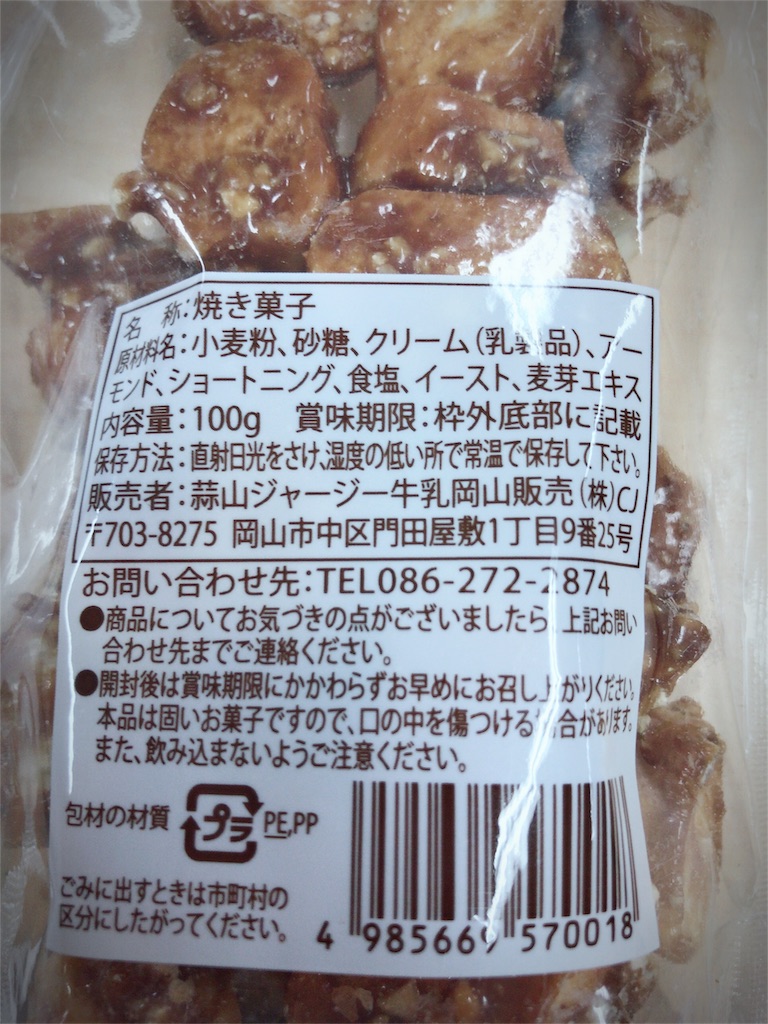 名　称:焼き菓子
原材料名:小麦粉、砂糖、クリーム(乳製品)、アー
モンド、ショートニング、食塩、イースト、麦芽エキス
内容量:100g　賞味期限:枠外底部に記載
保存方法:直射日光をさけ、湿度の低い所で常温で保存して下さい。
販売者:蒜山ジャージー牛乳岡山販売(株)CJ
〒703-8275 岡山市中区門田屋敷1丁目9番25号
お問い合わせ先:TEL086-272-2874
●商品についてお気づきの点がございましたら、上記お問い
合わせ先までご連絡ください。
●開封後は賞味期限にかかわらずお早めにお召し上がりください。
本品は固いお菓子ですので、口の中を傷つける場合があります。
また、飲み込まないようご注意ください。
包材の材質 プラ PE,PP
ごみに出すときは市町村の
区分にしたがってください。
4 985669 570018